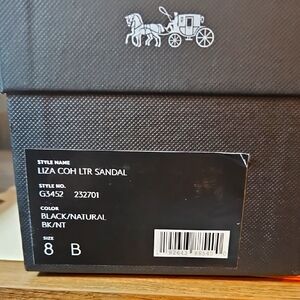 STYLE NAME
LIZA COH LTR SANDAL
STYLE NO.
G3452 232701
COLOR
BLACK/NATURAL
BK/NT
SIZE
8 B